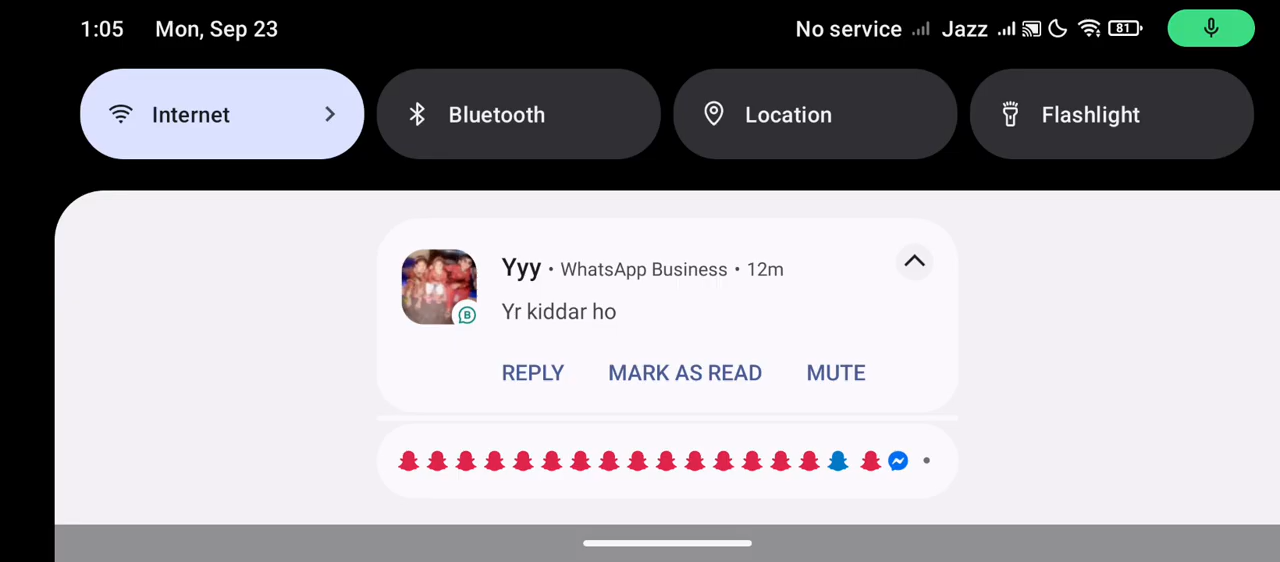 1:05 Mon, Sep 23 No service Jazz 81
Internet Bluetooth Location Flashlight
Yyy • WhatsApp Business • 12m
B
Yr kiddar ho
REPLY MARK AS READ MUTE